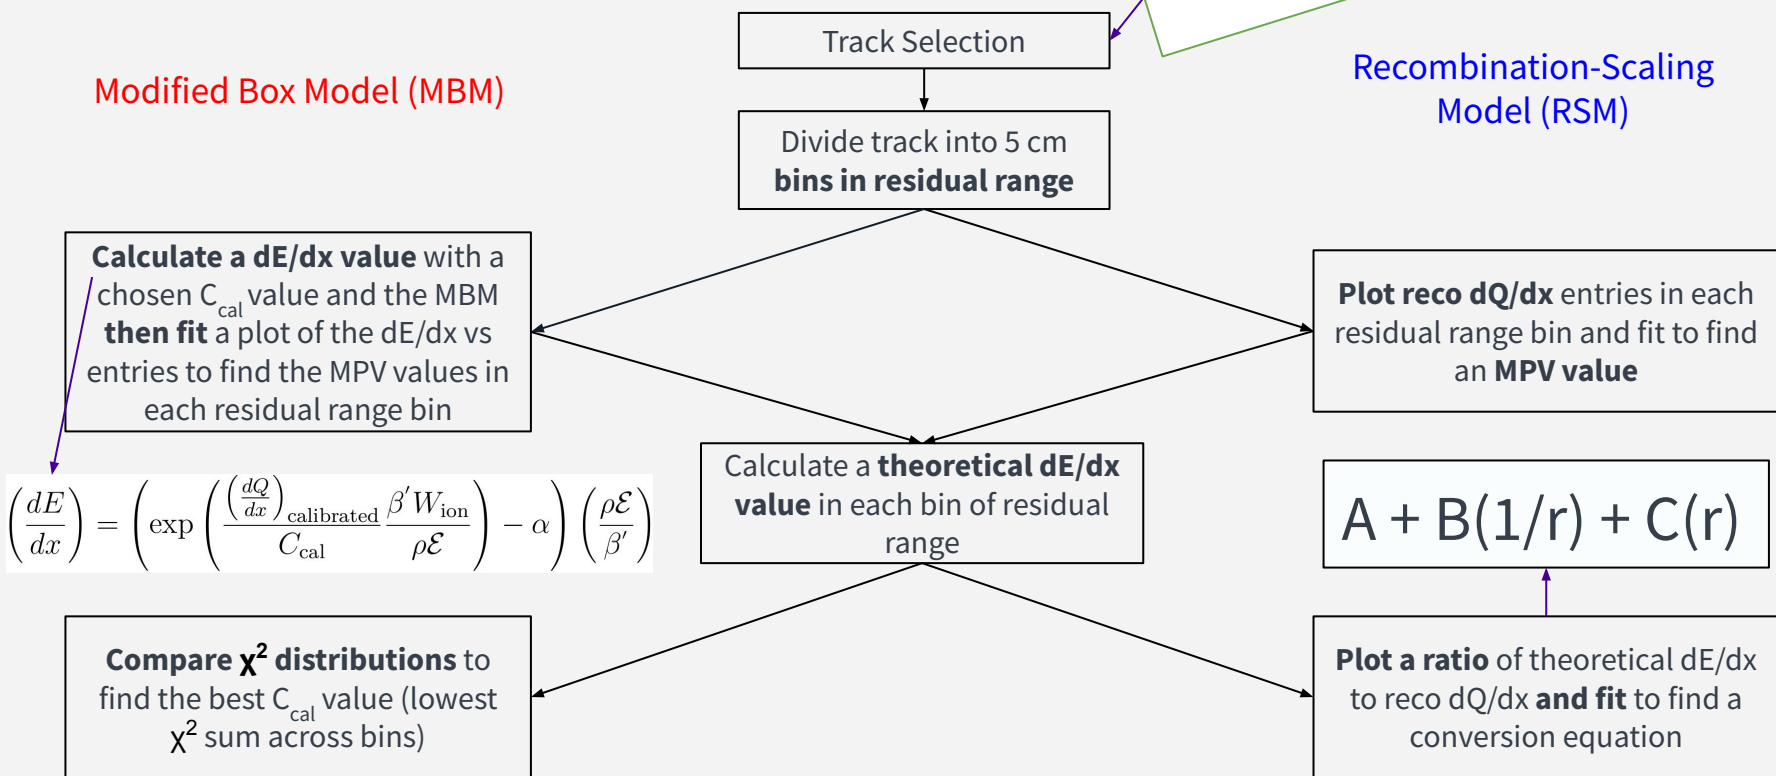 Track Selection
Modified Box Model (MBM)
Recombination-Scaling
Model (RSM)
Divide track into 5 cm
bins in residual range
Calculate a dE/dx value with a
chosen C_cal value and the MBM
then fit a plot of the dE/dx vs
entries to find the MPV values in
each residual range bin
Plot reco dQ/dx entries in each
residual range bin and fit to find
an MPV value
(dE/dx) = (exp((dQ/dx)_calibrated/C_cal β′W_ion/ρℰ) − α)(ρℰ/β′)
Calculate a theoretical dE/dx
value in each bin of residual
range
A + B(1/r) + C(r)
Compare χ² distributions to
find the best C_cal value (lowest
χ² sum across bins)
Plot a ratio of theoretical dE/dx
to reco dQ/dx and fit to find a
conversion equation